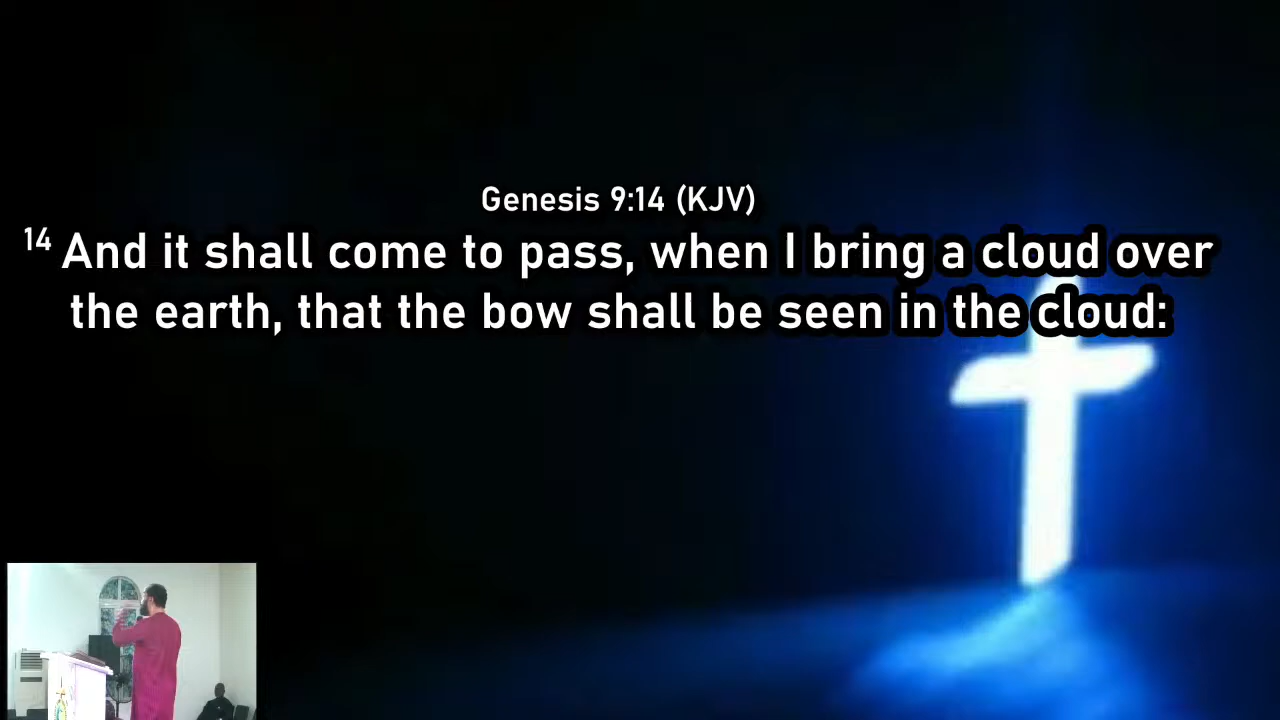 Genesis 9:14 (KJV)
14 And it shall come to pass, when I bring a cloud over
the earth, that the bow shall be seen in the cloud: